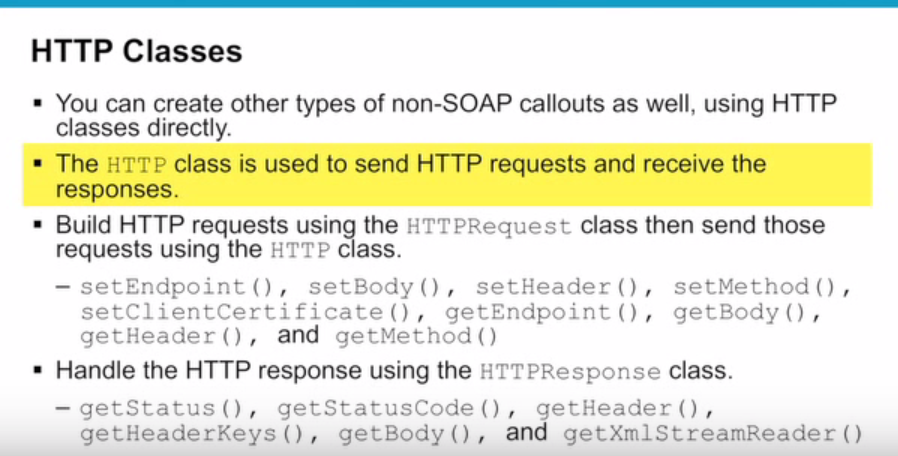 HTTP Classes
▪ You can create other types of non-SOAP callouts as well, using HTTP
classes directly.
▪ The HTTP class is used to send HTTP requests and receive the
responses.
▪ Build HTTP requests using the HTTPRequest class then send those
requests using the HTTP class.
– setEndpoint(), setBody(), setHeader(), setMethod(),
setClientCertificate(), getEndpoint(), getBody(),
getHeader(), and getMethod()
▪ Handle the HTTP response using the HTTPResponse class.
– getStatus(), getStatusCode(), getHeader(),
getHeaderKeys(), getBody(), and getXmlStreamReader()